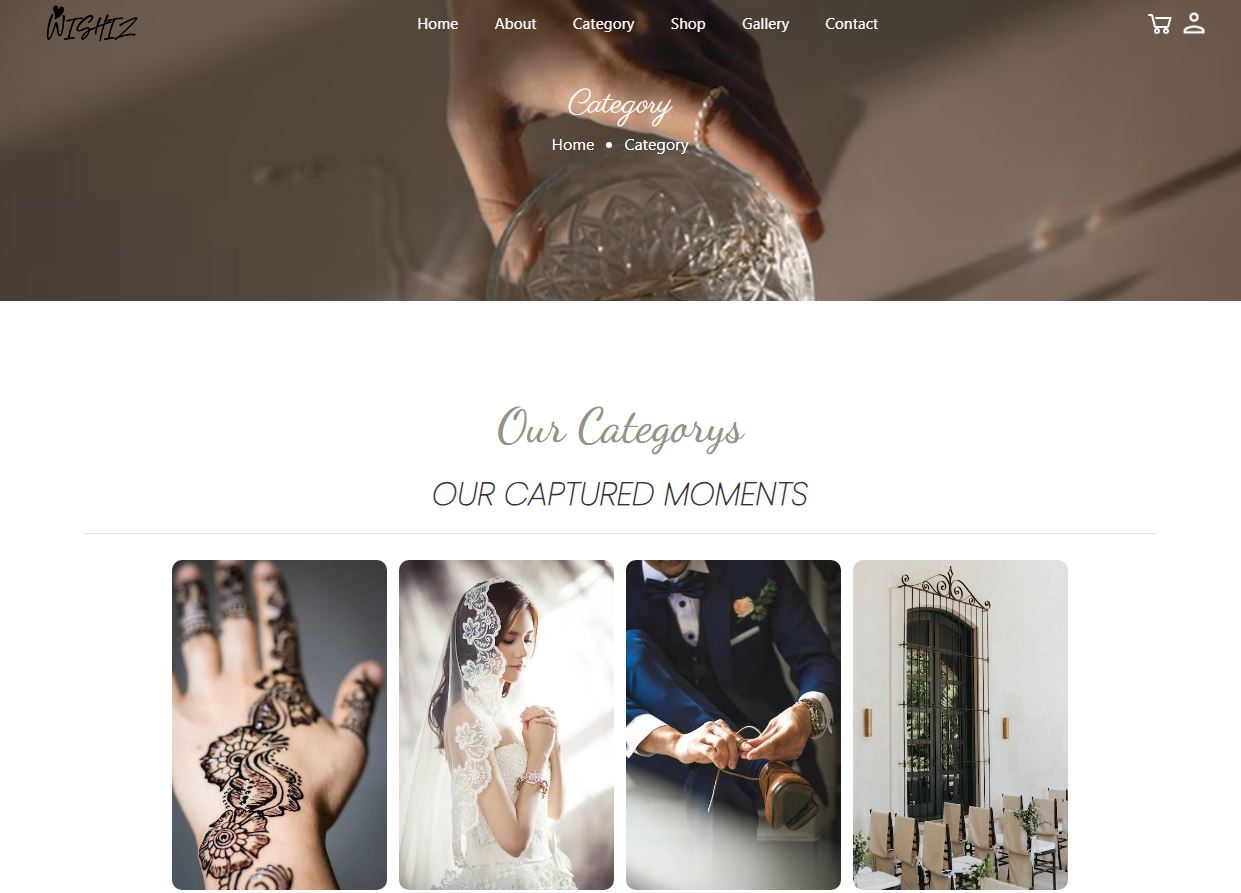 WISHIZ
Home About Category Shop Gallery Contact
Category
Home • Category
Our Categorys
OUR CAPTURED MOMENTS